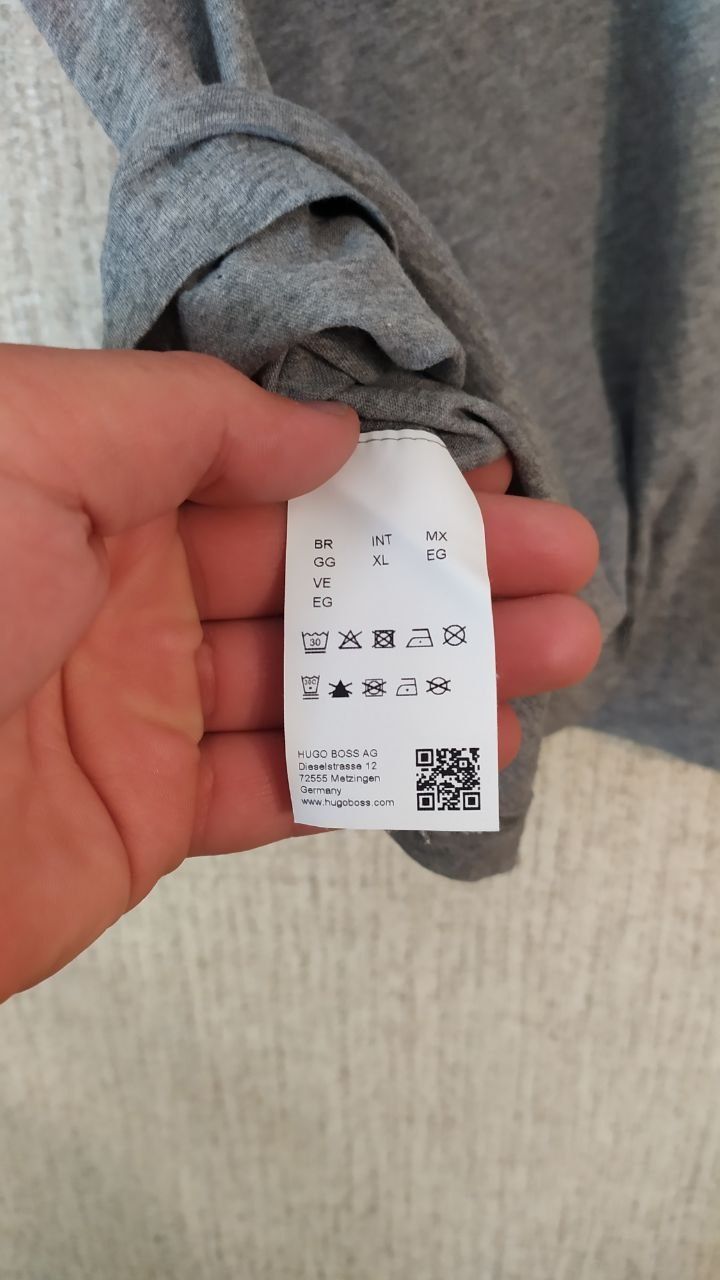 BR INT MX
GG XL EG
VE
EG
30
30C
HUGO BOSS AG
Dieselstrasse 12
72555 Metzingen
Germany
www.hugoboss.com